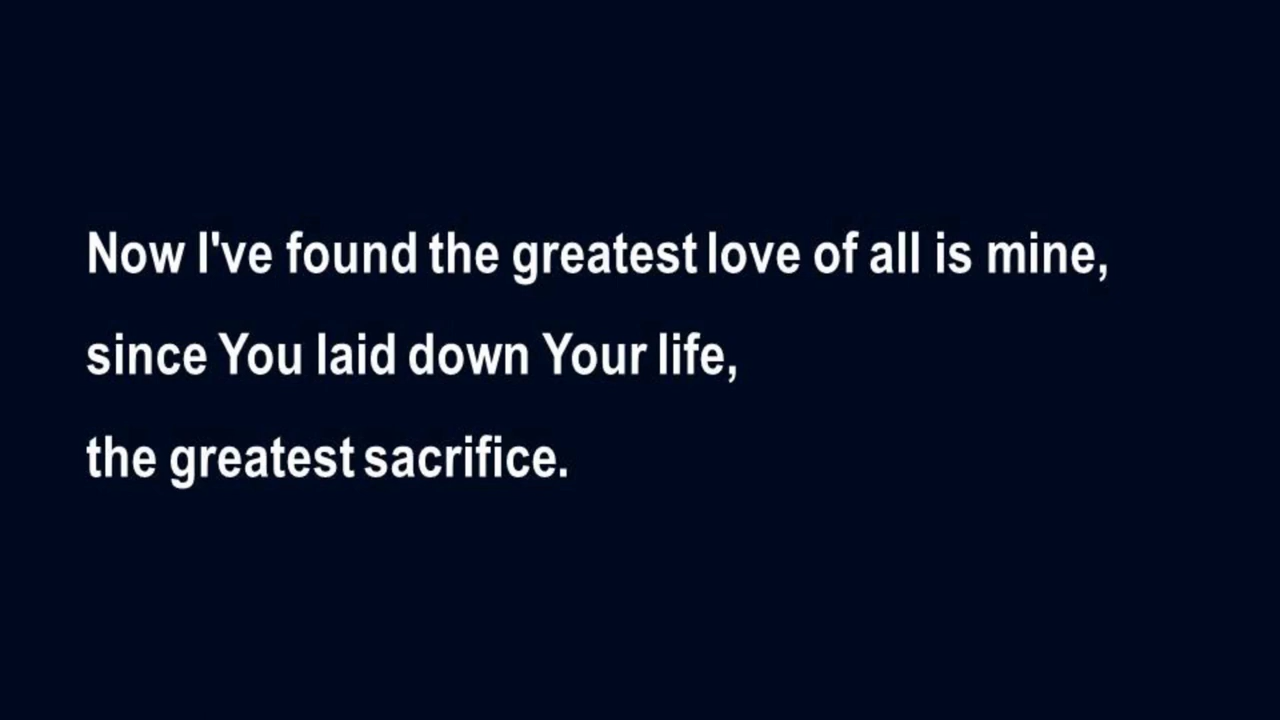 Now I've found the greatest love of all is mine,
since You laid down Your life,
the greatest sacrifice.